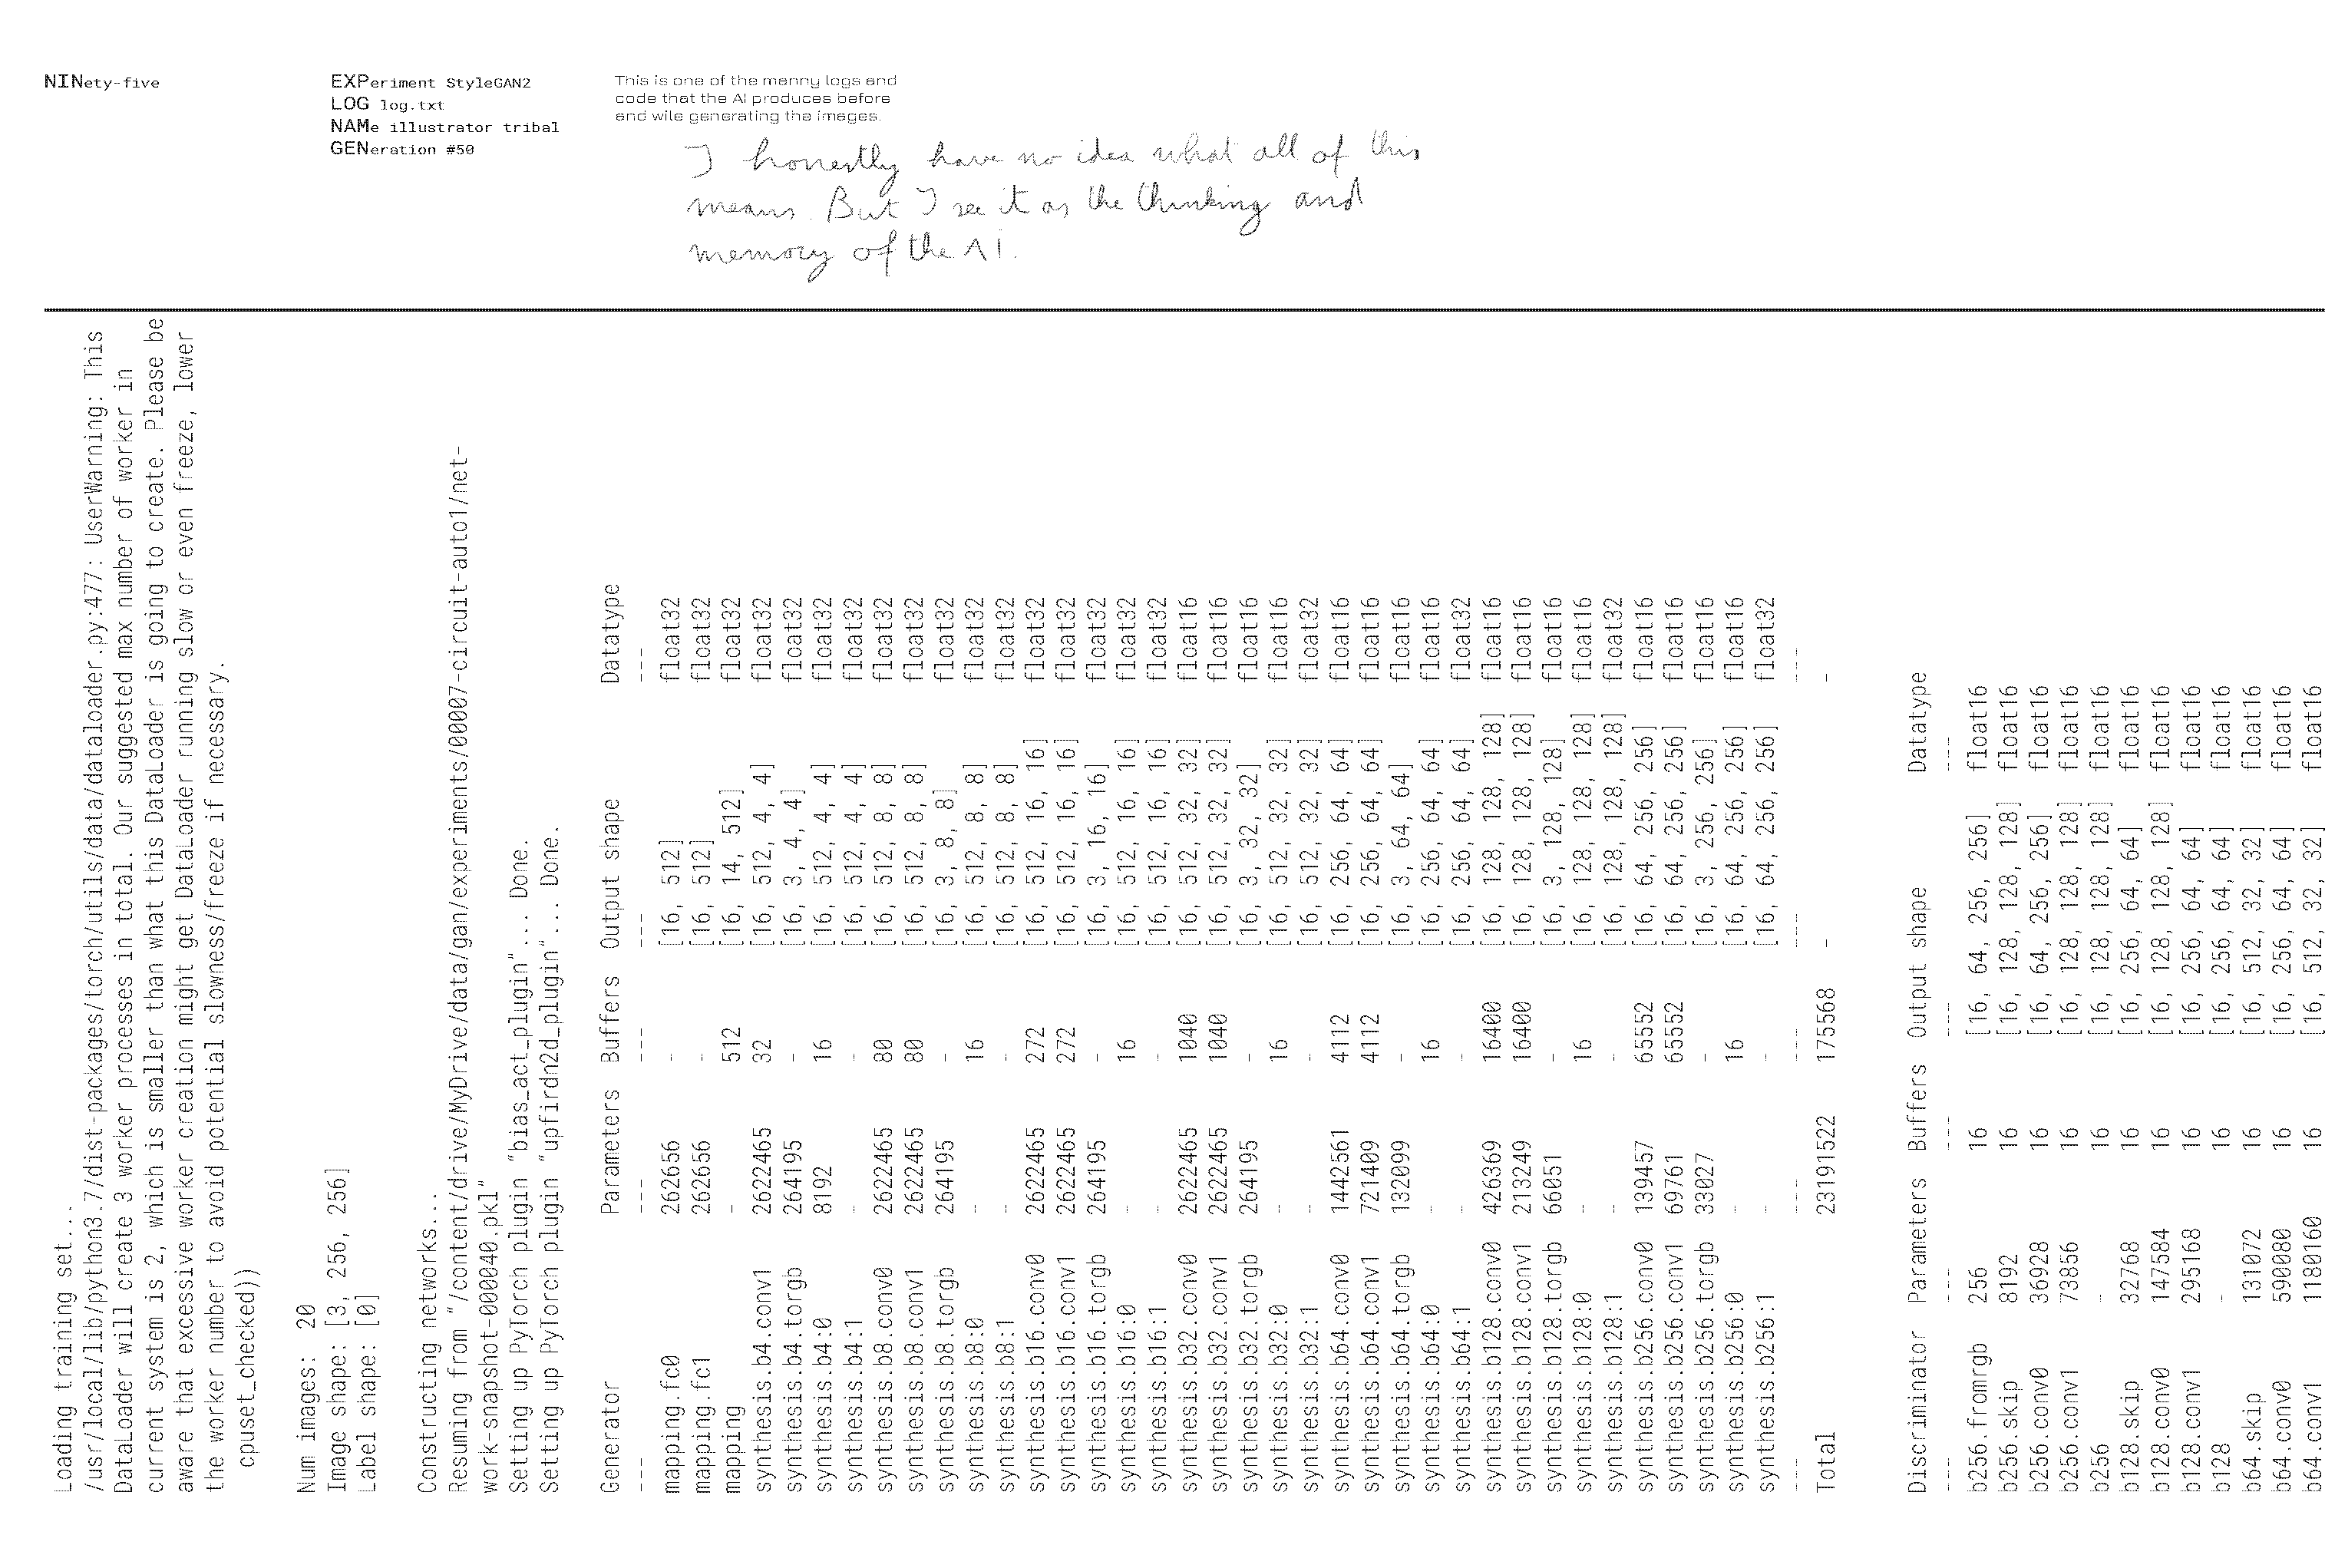 NINety-five
EXPeriment StyleGAN2
LOG log.txt
NAMe illustrator tribal
GENeration #50
This is one of the manny logs and
code that the AI produces before
and wile generating the images.
I honestly have no idea what all of this
means. But I see it as the thinking and
memory of the AI.
Loading training set...
/usr/local/lib/python3.7/dist-packages/torch/utils/data/dataloader.py:477: UserWarning: This
DataLoader will create 3 worker processes in total. Our suggested max number of worker in
current system is 2, which is smaller than what this DataLoader is going to create. Please be
aware that excessive worker creation might get DataLoader running slow or even freeze, lower
the worker number to avoid potential slowness/freeze if necessary.
cpuset_checked))
Num images: 20
Image shape: [3, 256, 256]
Label shape: [0]
Constructing networks...
Resuming from "/content/drive/MyDrive/data/gan/experiments/00007-circuit-auto1/net-
work-snapshot-000040.pkl"
Setting up PyTorch plugin "bias_act_plugin"... Done.
Setting up PyTorch plugin "upfirdn2d_plugin"... Done.
Generator Parameters Buffers Output shape Datatype
--- --- --- --- ---
mapping.fc0 262656 - [16, 512] float32
mapping.fc1 262656 - [16, 512] float32
mapping - 512 [16, 14, 512] float32
synthesis.b4.conv1 2622465 32 [16, 512, 4, 4] float32
synthesis.b4.torgb 264195 - [16, 3, 4, 4] float32
synthesis.b4:0 8192 16 [16, 512, 4, 4] float32
synthesis.b4:1 - - [16, 512, 4, 4] float32
synthesis.b8.conv0 2622465 80 [16, 512, 8, 8] float32
synthesis.b8.conv1 2622465 80 [16, 512, 8, 8] float32
synthesis.b8.torgb 264195 - [16, 3, 8, 8] float32
synthesis.b8:0 - 16 [16, 512, 8, 8] float32
synthesis.b8:1 - - [16, 512, 8, 8] float32
synthesis.b16.conv0 2622465 272 [16, 512, 16, 16] float32
synthesis.b16.conv1 2622465 272 [16, 512, 16, 16] float32
synthesis.b16.torgb 264195 - [16, 3, 16, 16] float32
synthesis.b16:0 - 16 [16, 512, 16, 16] float32
synthesis.b16:1 - - [16, 512, 16, 16] float32
synthesis.b32.conv0 2622465 1040 [16, 512, 32, 32] float16
synthesis.b32.conv1 2622465 1040 [16, 512, 32, 32] float16
synthesis.b32.torgb 264195 - [16, 3, 32, 32] float16
synthesis.b32:0 - 16 [16, 512, 32, 32] float16
synthesis.b32:1 - - [16, 512, 32, 32] float32
synthesis.b64.conv0 1442561 4112 [16, 256, 64, 64] float16
synthesis.b64.conv1 721409 4112 [16, 256, 64, 64] float16
synthesis.b64.torgb 132099 - [16, 3, 64, 64] float16
synthesis.b64:0 - 16 [16, 256, 64, 64] float16
synthesis.b64:1 - - [16, 256, 64, 64] float32
synthesis.b128.conv0 426369 16400 [16, 128, 128, 128] float16
synthesis.b128.conv1 213249 16400 [16, 128, 128, 128] float16
synthesis.b128.torgb 66051 - [16, 3, 128, 128] float16
synthesis.b128:0 - 16 [16, 128, 128, 128] float16
synthesis.b128:1 - - [16, 128, 128, 128] float32
synthesis.b256.conv0 139457 65552 [16, 64, 256, 256] float16
synthesis.b256.conv1 69761 65552 [16, 64, 256, 256] float16
synthesis.b256.torgb 33027 - [16, 3, 256, 256] float16
synthesis.b256:0 - 16 [16, 64, 256, 256] float16
synthesis.b256:1 - - [16, 64, 256, 256] float32
--- --- --- --- ---
Total 23191522 175568 - -
Discriminator Parameters Buffers Output shape Datatype
--- --- --- --- ---
b256.fromrgb 256 16 [16, 64, 256, 256] float16
b256.skip 8192 16 [16, 128, 128, 128] float16
b256.conv0 36928 16 [16, 64, 256, 256] float16
b256.conv1 73856 16 [16, 128, 128, 128] float16
b256 - 16 [16, 128, 128, 128] float16
b128.skip 32768 16 [16, 256, 64, 64] float16
b128.conv0 147584 16 [16, 128, 128, 128] float16
b128.conv1 295168 16 [16, 256, 64, 64] float16
b128 - 16 [16, 256, 64, 64] float16
b64.skip 131072 16 [16, 512, 32, 32] float16
b64.conv0 590080 16 [16, 256, 64, 64] float16
b64.conv1 1180160 16 [16, 512, 32, 32] float16